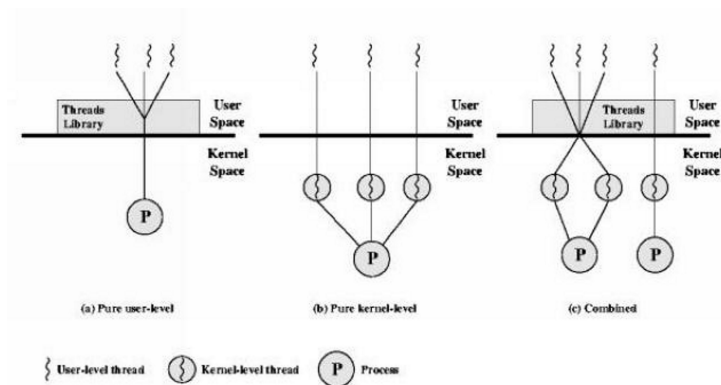 Threads
Library
User
Space
Kernel
Space
P
(a) Pure user-level
User
Space
Kernel
Space
P
(b) Pure kernel-level
Threads
Library
User
Space
Kernel
Space
P
P
(c) Combined
User-level thread
Kernel-level thread
P
Process